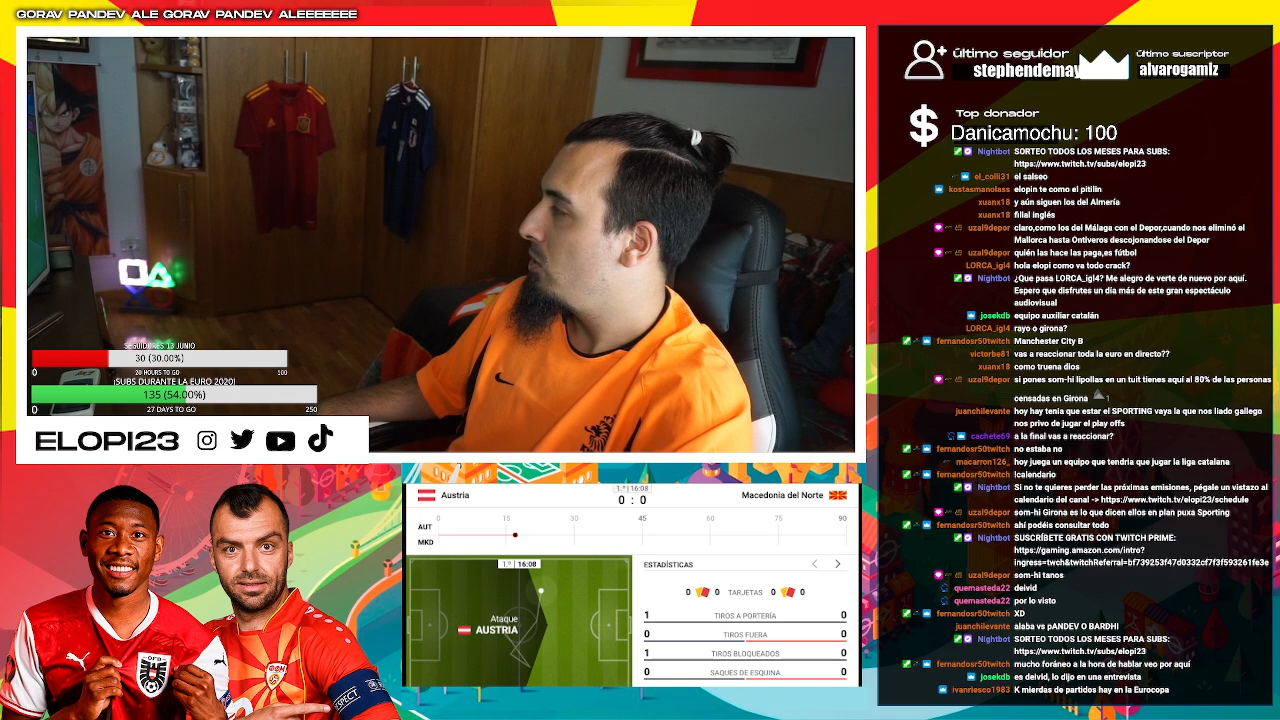 GORAV PANDEV ALE GORAV PANDEV ALEEEEEEE
SEGUIDORES 13 JUNIO
30 (30.00%)
0 20 HOURS TO GO 100
¡SUBS DURANTE LA EURO 2020!
135 (54.00%)
0 27 DAYS TO GO 250
ELOPI23
RESPECT
1.º | 16:08
Austria 0 : 0 Macedonia del Norte
0 15 30 45 60 75 90
AUT
MKD
1.º | 16:08
Ataque
AUSTRIA
ESTADÍSTICAS
0 0 TARJETAS 0 0
1 TIROS A PORTERÍA 0
0 TIROS FUERA 0
1 TIROS BLOQUEADOS 0
0 SAQUES DE ESQUINA 0
último seguidor
stephendemay
Último suscriptor
alvarogamiz
Top donador
Danicamochu: 100
Nightbot SORTEO TODOS LOS MESES PARA SUBS:
https://www.twitch.tv/subs/elopi23
el_colli31 el salseo
kostasmanolass elopin te como el pitilin
xuanx18 y aún siguen los del Almería
xuanx18 filial inglés
uzal9depor claro,como los del Málaga con el Depor,cuando nos eliminó el
Mallorca hasta Ontiveros descojonandose del Depor
uzal9depor quién las hace las paga,es fútbol
LORCA_igl4 hola elopi como va todo crack?
Nightbot ¿Que pasa LORCA_igl4? Me alegro de verte de nuevo por aquí.
Espero que disfrutes un día más de este gran espectáculo
audiovisual
josekdb equipo auxiliar catalán
LORCA_igl4 rayo o girona?
fernandosr50twitch Manchester City B
victorbe81 vas a reaccionar toda la euro en directo??
xuanx18 como truena dios
uzal9depor si pones som-hi lipollas en un tuit tienes aquí al 80% de las personas
censadas en Girona 1
juanchilevante hoy hay tenia que estar el SPORTING vaya la que nos liado gallego
nos privo de jugar el play offs
cachete69 a la final vas a reaccionar?
fernandosr50twitch no estaba no
macarron126_ hoy juega un equipo que tendria que jugar la liga catalana
fernandosr50twitch !calendario
Nightbot Si no te quieres perder las próximas emisiones, pégale un vistazo al
calendario del canal -> https://www.twitch.tv/elopi23/schedule
uzal9depor som-hi Girona es lo que dicen ellos en plan puxa Sporting
fernandosr50twitch ahí podéis consultar todo
Nightbot SUSCRÍBETE GRATIS CON TWITCH PRIME:
https://gaming.amazon.com/intro?
ingress=twch&twitchReferral=bf739253f47d0332cf7f3f593261fe3e
uzal9depor som-hi tanos
quemasteda22 deivid
quemasteda22 por lo visto
fernandosr50twitch XD
juanchilevante alaba vs pANDEV O BARDHI
Nightbot SORTEO TODOS LOS MESES PARA SUBS:
https://www.twitch.tv/subs/elopi23
fernandosr50twitch mucho foráneo a la hora de hablar veo por aquí
josekdb es deivid, lo dijo en una entrevista
ivanriesco1983 K mierdas de partidos hay en la Eurocopa